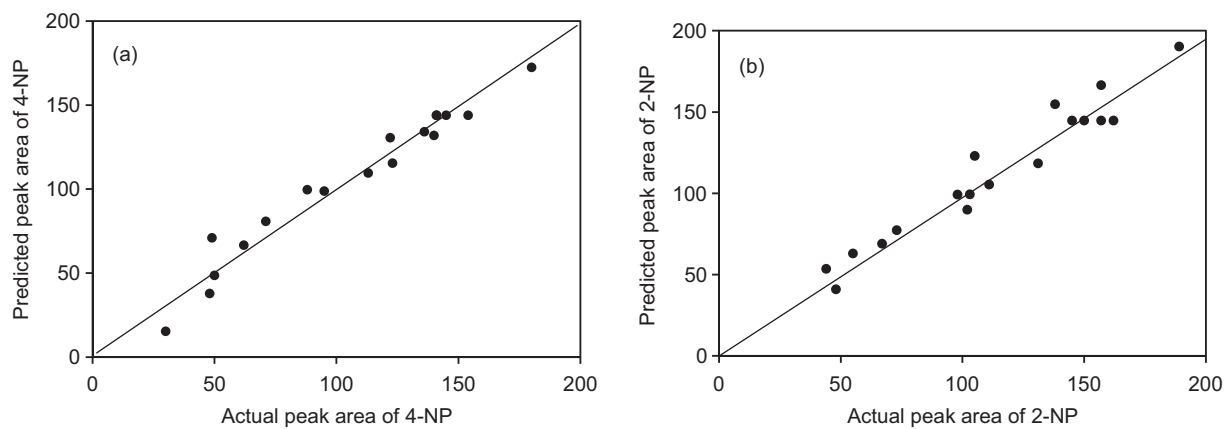 (a)
Predicted peak area of 4-NP
200
150
100
50
0
0 50 100 150 200
Actual peak area of 4-NP
(b)
Predicted peak area of 2-NP
200
150
100
50
0
0 50 100 150 200
Actual peak area of 2-NP